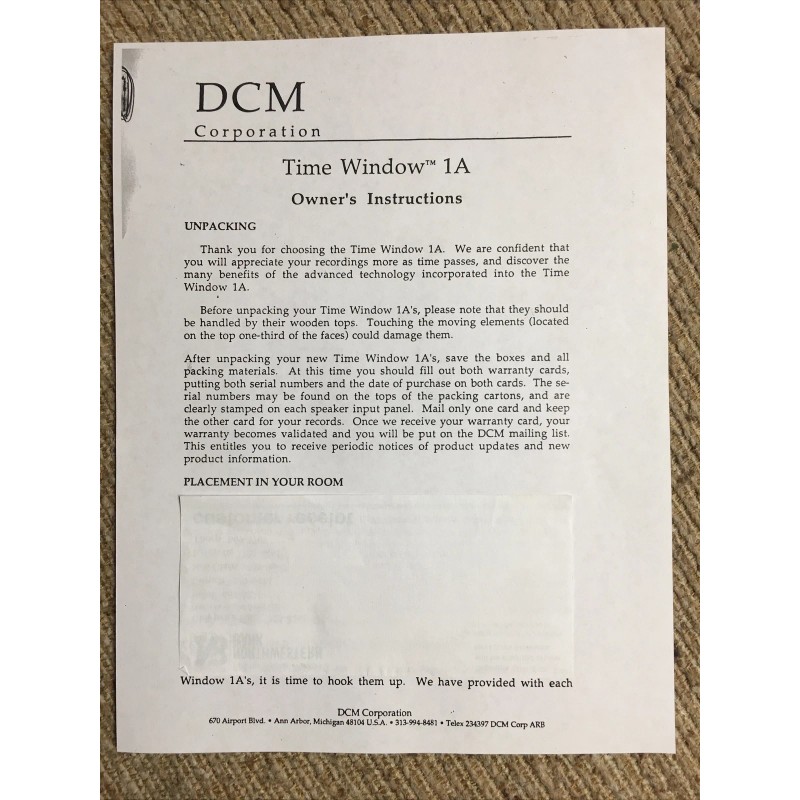 DCM
Corporation
Time Window™ 1A
Owner's Instructions
UNPACKING
Thank you for choosing the Time Window 1A. We are confident that
you will appreciate your recordings more as time passes, and discover the
many benefits of the advanced technology incorporated into the Time
Window 1A.
Before unpacking your Time Window 1A's, please note that they should
be handled by their wooden tops. Touching the moving elements (located
on the top one-third of the faces) could damage them.
After unpacking your new Time Window 1A's, save the boxes and all
packing materials. At this time you should fill out both warranty cards,
putting both serial numbers and the date of purchase on both cards. The se-
rial numbers may be found on the tops of the packing cartons, and are
clearly stamped on each speaker input panel. Mail only one card and keep
the other card for your records. Once we receive your warranty card, your
warranty becomes validated and you will be put on the DCM mailing list.
This entitles you to receive periodic notices of product updates and new
product information.
PLACEMENT IN YOUR ROOM
customer receipt
Window 1A's, it is time to hook them up. We have provided with each
DCM Corporation
670 Airport Blvd. • Ann Arbor, Michigan 48104 U.S.A. • 313-994-8481 • Telex 234397 DCM Corp ARB